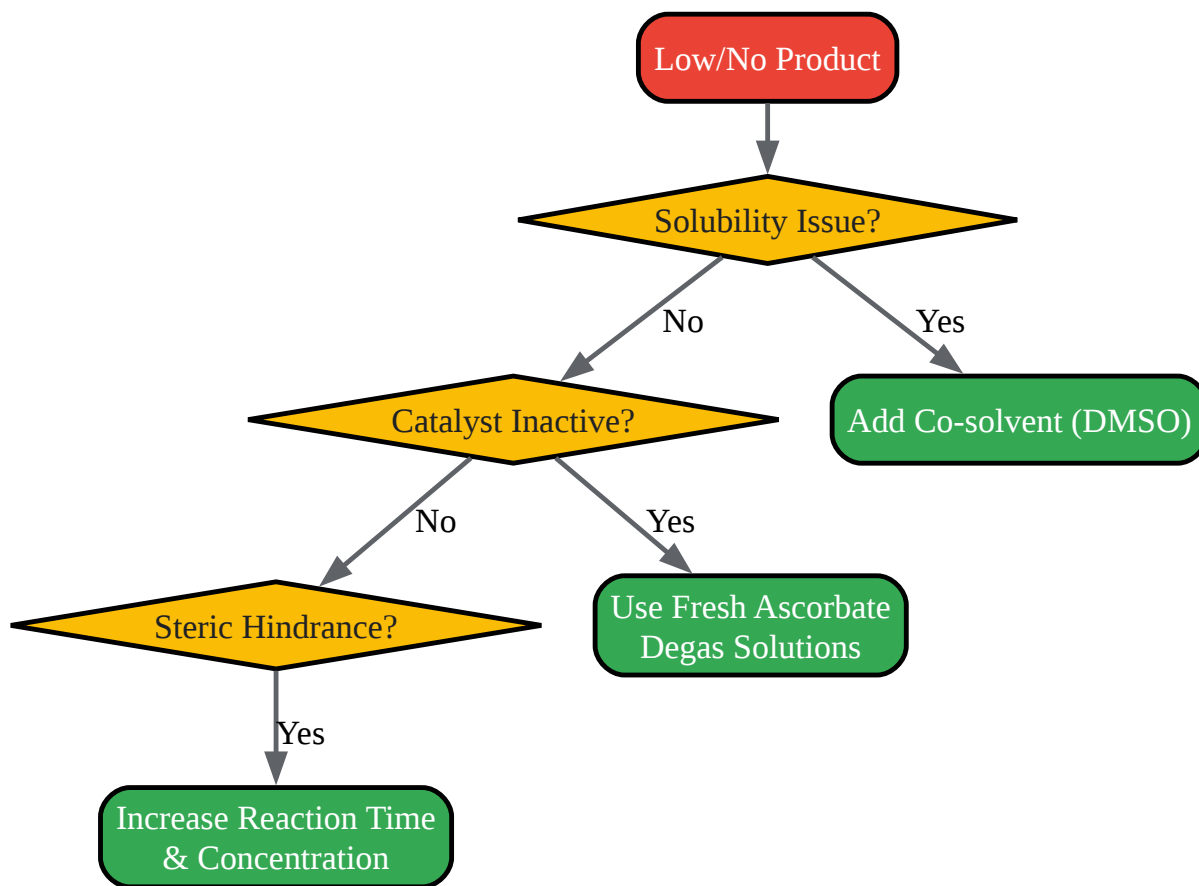 Low/No Product
Solubility Issue?
No
Yes
Catalyst Inactive?
Add Co-solvent (DMSO)
No
Yes
Steric Hindrance?
Use Fresh Ascorbate
Degas Solutions
Yes
Increase Reaction Time
& Concentration